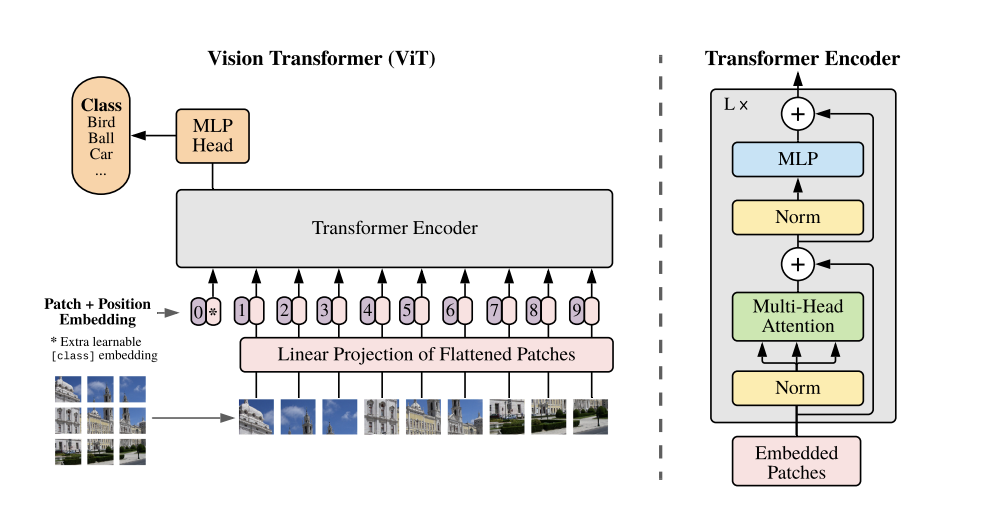 Vision Transformer (ViT)
Class
Bird
Ball
Car
...
MLP
Head
Transformer Encoder
Patch + Position
Embedding
* Extra learnable
[class] embedding
0 * 1 2 3 4 5 6 7 8 9
Linear Projection of Flattened Patches
Transformer Encoder
L x
+
MLP
Norm
+
Multi-Head
Attention
Norm
Embedded
Patches